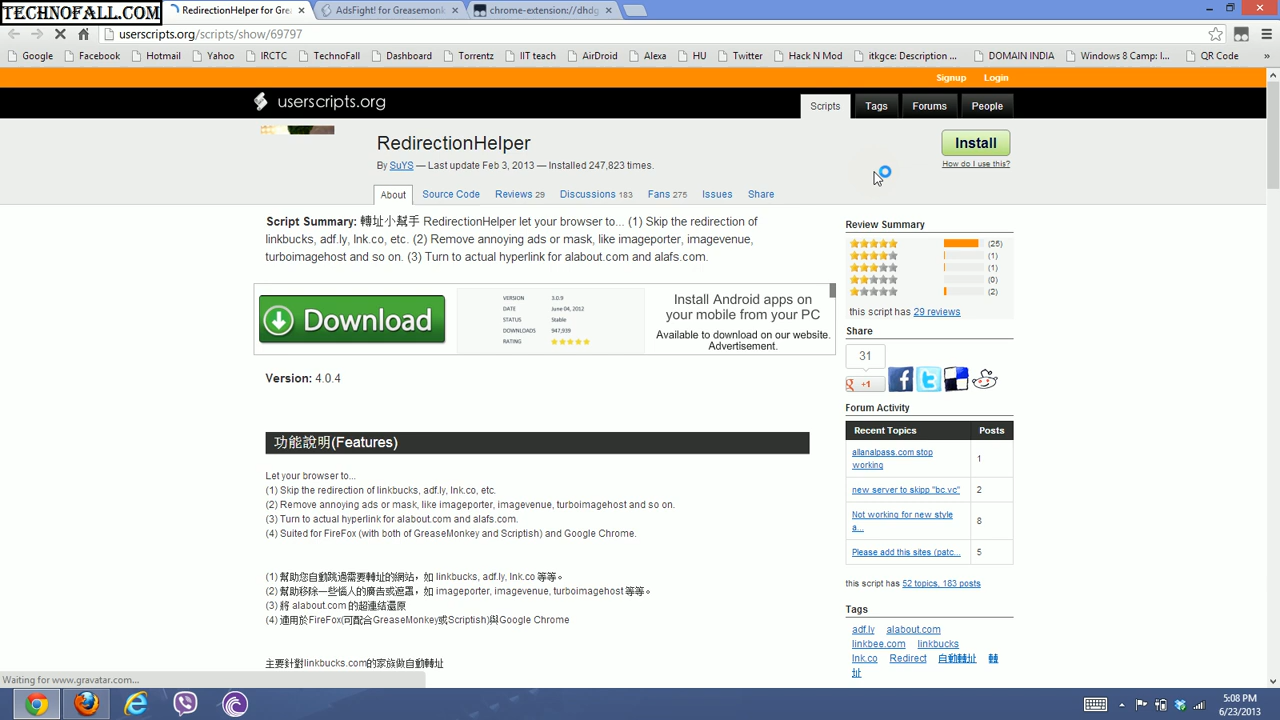 TECHNOFALL.COM
RedirectionHelper for Grea
AdsFight! for Greasemonk
chrome-extension://dhdg
userscripts.org/scripts/show/69797
Google Facebook Hotmail Yahoo IRCTC TechnoFall Dashboard Torrentz IIT teach AirDroid Alexa HU Twitter Hack N Mod itkgce: Description ... DOMAIN INDIA Windows 8 Camp: I... QR Code »
Signup Login
userscripts.org
Scripts Tags Forums People
RedirectionHelper
Install
By SuYS — Last update Feb 3, 2013 — Installed 247,823 times.
How do I use this?
About Source Code Reviews 29 Discussions 183 Fans 275 Issues Share
Script Summary: 轉址小幫手 RedirectionHelper let your browser to... (1) Skip the redirection of
linkbucks, adf.ly, lnk.co, etc. (2) Remove annoying ads or mask, like imageporter, imagevenue,
turboimagehost and so on. (3) Turn to actual hyperlink for alabout.com and alafs.com.
Download
VERSION 3.0.9
DATE June 04, 2012
STATUS Stable
DOWNLOADS 947,939
RATING
Install Android apps on
your mobile from your PC
Available to download on our website.
Advertisement.
Version: 4.0.4
功能說明(Features)
Let your browser to...
(1) Skip the redirection of linkbucks, adf.ly, lnk.co, etc.
(2) Remove annoying ads or mask, like imageporter, imagevenue, turboimagehost and so on.
(3) Turn to actual hyperlink for alabout.com and alafs.com.
(4) Suited for FireFox (with both of GreaseMonkey and Scriptish) and Google Chrome.
(1) 幫助您自動跳過需要轉址的網站，如 linkbucks, adf.ly, lnk.co 等等。
(2) 幫助移除一些惱人的廣告或遮罩，如 imageporter, imagevenue, turboimagehost 等等。
(3) 將 alabout.com 的超連結還原
(4) 適用於FireFox(可配合GreaseMonkey或Scriptish)與Google Chrome
主要針對linkbucks.com的家族做自動轉址
Review Summary
(25)
(1)
(1)
(0)
(2)
this script has 29 reviews
Share
31
g +1
Forum Activity
Recent Topics Posts
allanalpass.com stop
working 1
new server to skipp "bc.vc" 2
Not working for new style
a... 8
Please add this sites (patc... 5
this script has 52 topics, 183 posts
Tags
adf.ly alabout.com
linkbee.com linkbucks
lnk.co Redirect 自動轉址 轉
址
Waiting for www.gravatar.com...
5:08 PM
6/23/2013